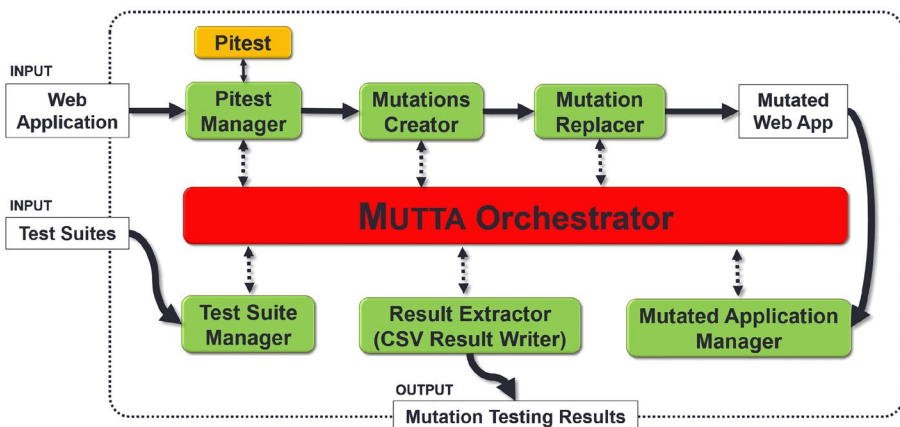 Pitest
INPUT
Web
Application
Pitest
Manager
Mutations
Creator
Mutation
Replacer
Mutated
Web App
MUTTA Orchestrator
INPUT
Test Suites
Test Suite
Manager
Result Extractor
(CSV Result Writer)
Mutated Application
Manager
OUTPUT
Mutation Testing Results